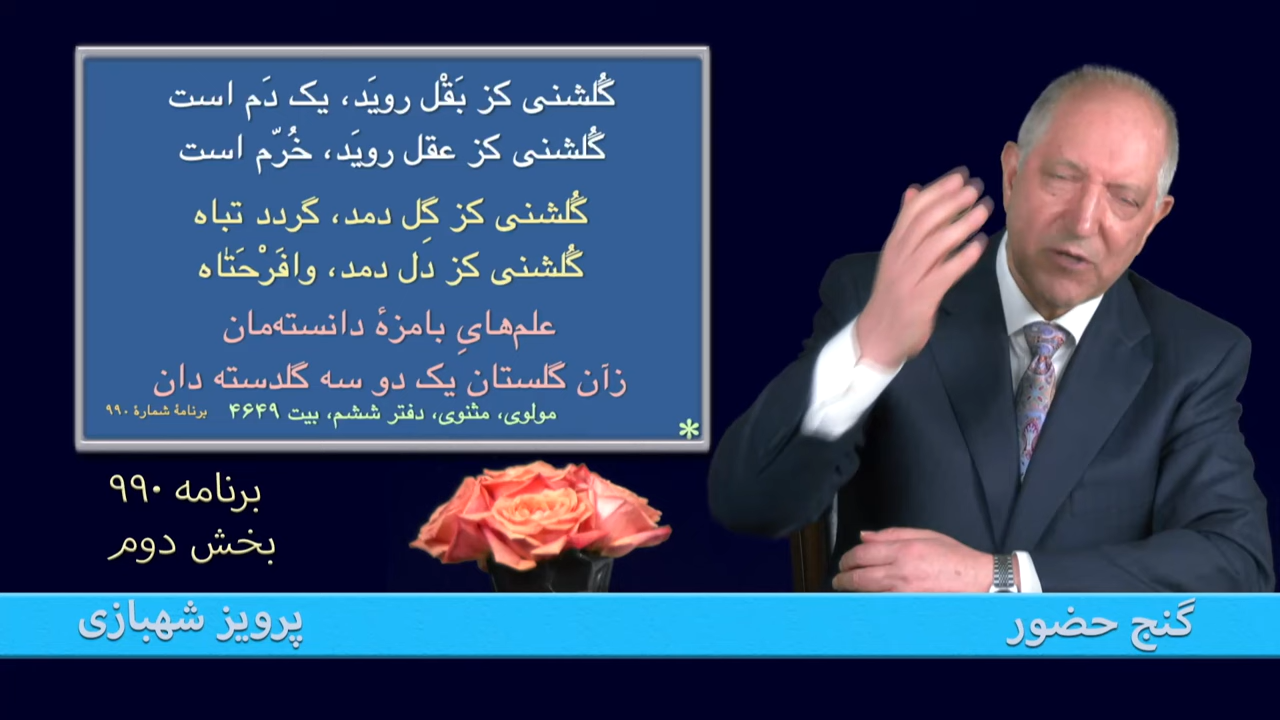 گُلشنی کز بَقْل رویَد، یک دَم است
گُلشنی کز عقل رویَد، خُرّم است
گُلشنی کز گِل دمد، گردد تباه
گُلشنی کز دل دمد، وافَرْحَتٰاه
علم‌هایِ بامزهٔ دانسته‌مان
زآن گلستان یک دو سه گلدسته دان
مولوی، مثنوی، دفتر ششم، بیت ۴۶۴۹
برنامهٔ شمارهٔ ۹۹۰
*
برنامه ۹۹۰
بخش دوم
گنج حضور
پرویز شهبازی